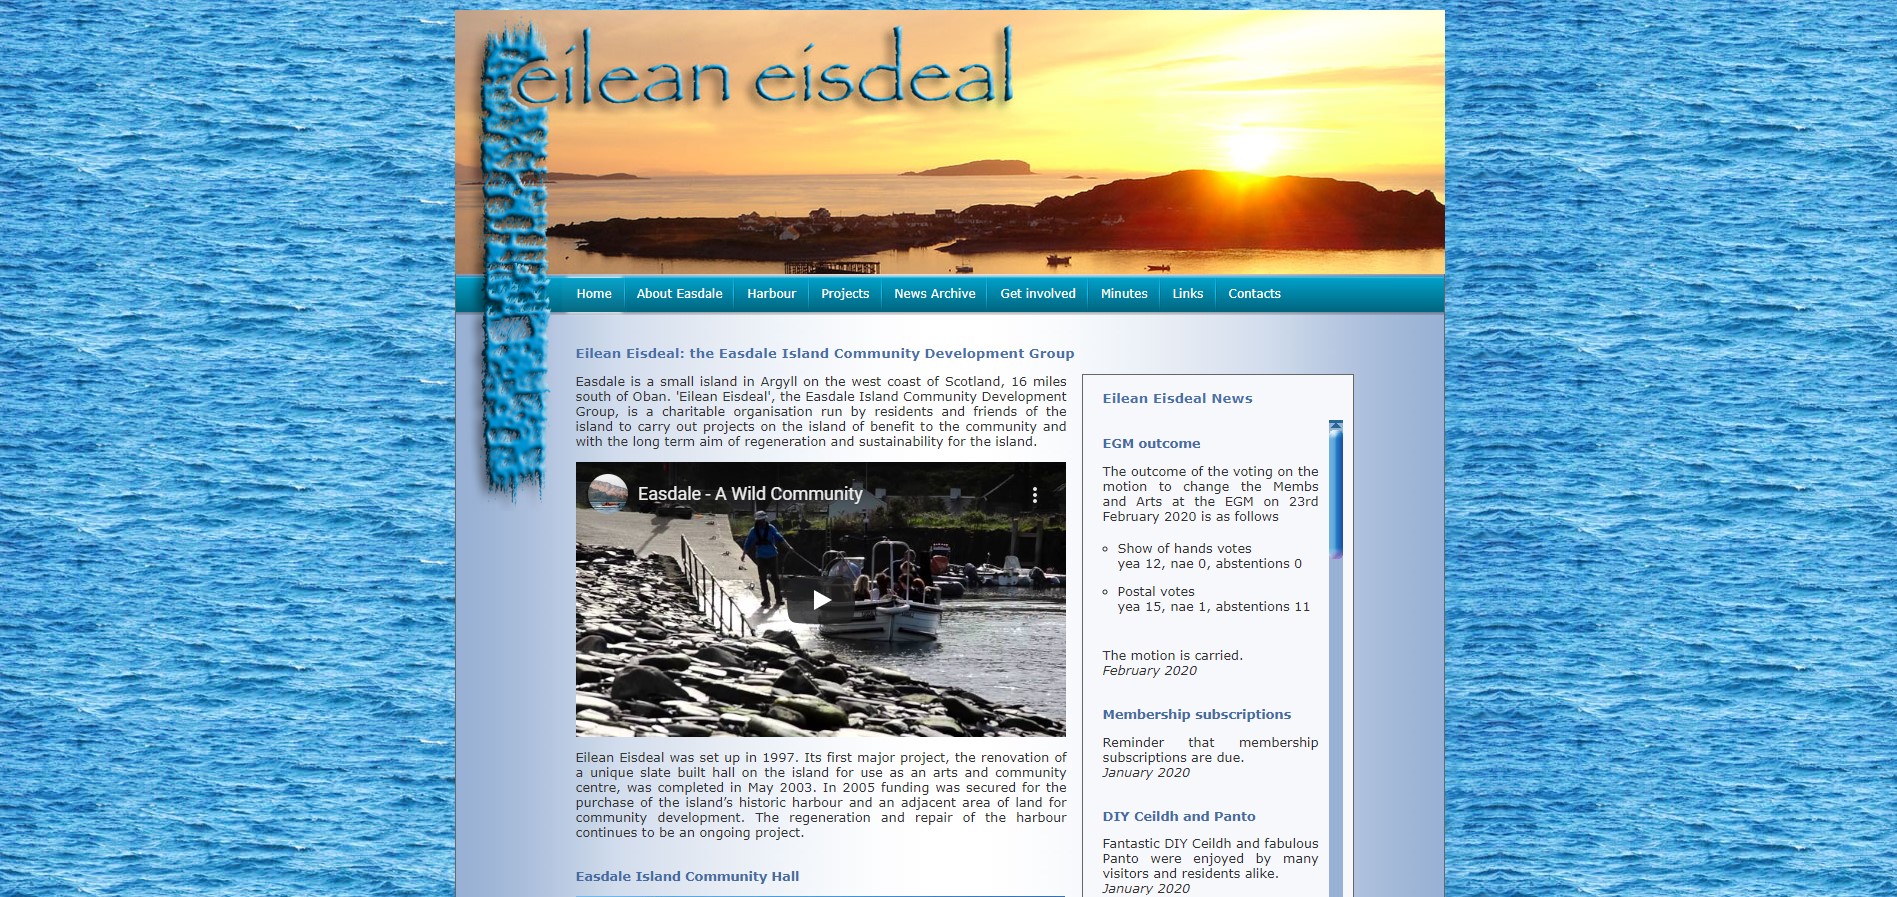 eilean eisdeal
Home
About Easdale
Harbour
Projects
News Archive
Get involved
Minutes
Links
Contacts
Eilean Eisdeal: the Easdale Island Community Development Group
Easdale is a small island in Argyll on the west coast of Scotland, 16 miles
south of Oban. 'Eilean Eisdeal', the Easdale Island Community Development
Group, is a charitable organisation run by residents and friends of the
island to carry out projects on the island of benefit to the community and
with the long term aim of regeneration and sustainability for the island.
Easdale - A Wild Community
Eilean Eisdeal was set up in 1997. Its first major project, the renovation of
a unique slate built hall on the island for use as an arts and community
centre, was completed in May 2003. In 2005 funding was secured for the
purchase of the island’s historic harbour and an adjacent area of land for
community development. The regeneration and repair of the harbour
continues to be an ongoing project.
Easdale Island Community Hall
Eilean Eisdeal News
EGM outcome
The outcome of the voting on the
motion to change the Membs
and Arts at the EGM on 23rd
February 2020 is as follows
Show of hands votes
yea 12, nae 0, abstentions 0
Postal votes
yea 15, nae 1, abstentions 11
The motion is carried.
February 2020
Membership subscriptions
Reminder that membership
subscriptions are due.
January 2020
DIY Ceildh and Panto
Fantastic DIY Ceildh and fabulous
Panto were enjoyed by many
visitors and residents alike.
January 2020